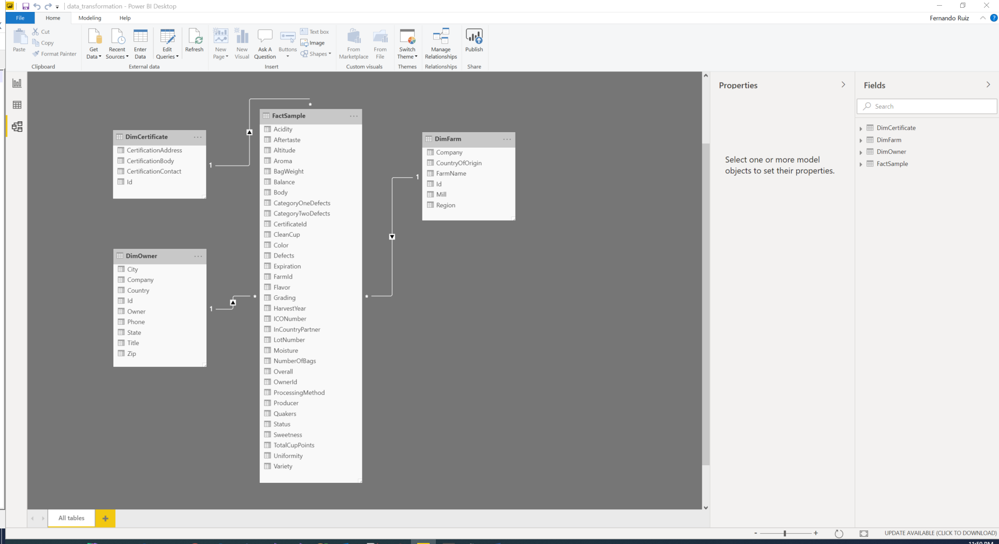 data_transformation - Power BI Desktop
File Home Modeling Help Fernando Ruiz
Paste
Cut
Copy
Format Painter
Clipboard
Get Data
Recent Sources
Enter Data
Edit Queries
Refresh
External data
New Page
New Visual
Ask A Question
Buttons
Text box
Image
Shapes
Insert
From Marketplace
From File
Custom visuals
Switch Theme
Themes
Manage Relationships
Relationships
Publish
Share
DimCertificate
CertificationAddress
CertificationBody
CertificationContact
Id
1
*
DimOwner
City
Company
Country
Id
Owner
Phone
State
Title
Zip
1
*
FactSample
Acidity
Aftertaste
Altitude
Aroma
BagWeight
Balance
Body
CategoryOneDefects
CategoryTwoDefects
CertificateId
CleanCup
Color
Defects
Expiration
FarmId
Flavor
Grading
HarvestYear
ICONumber
InCountryPartner
LotNumber
Moisture
NumberOfBags
Overall
OwnerId
ProcessingMethod
Producer
Quakers
Status
Sweetness
TotalCupPoints
Uniformity
Variety
*
1
DimFarm
Company
CountryOfOrigin
FarmName
Id
Mill
Region
Properties
Select one or more model
objects to set their properties.
Fields
Search
DimCertificate
DimFarm
DimOwner
FactSample
All tables
UPDATE AVAILABLE (CLICK TO DOWNLOAD)
11:59 PM